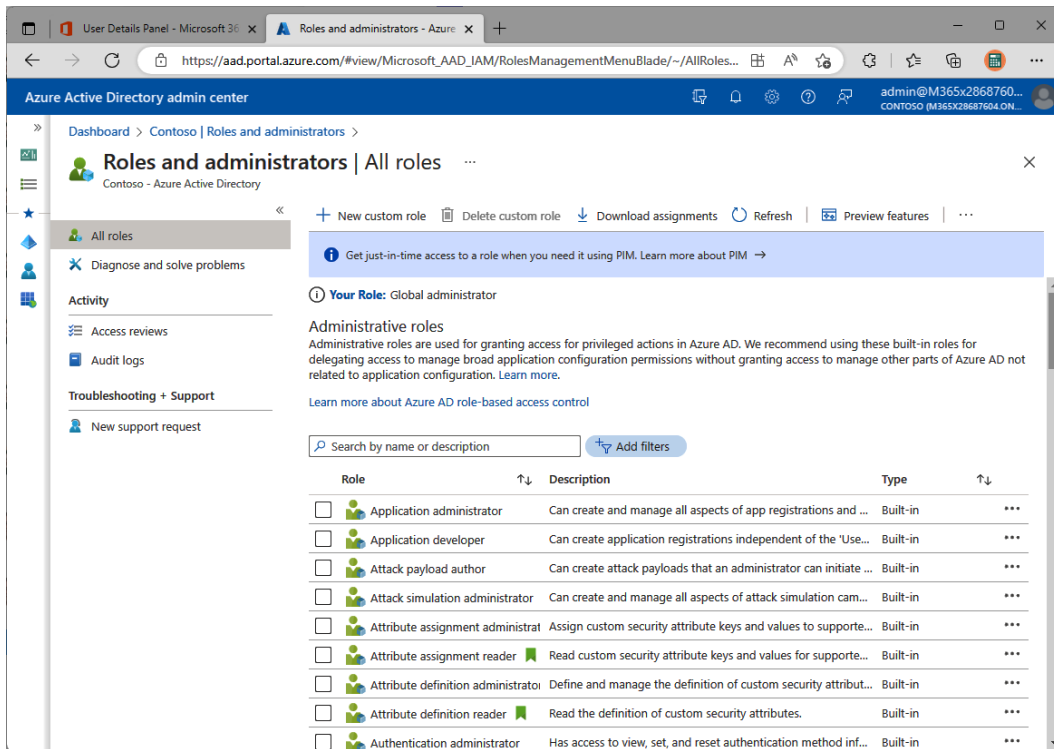 User Details Panel - Microsoft 36
Roles and administrators - Azure
https://aad.portal.azure.com/#view/Microsoft_AAD_IAM/RolesManagementMenuBlade/~/AllRoles...
Azure Active Directory admin center
admin@M365x2868760...
CONTOSO (M365X28687604.ON...
Dashboard > Contoso | Roles and administrators >
Roles and administrators | All roles ...
Contoso - Azure Active Directory
All roles
Diagnose and solve problems
Activity
Access reviews
Audit logs
Troubleshooting + Support
New support request
New custom role Delete custom role Download assignments Refresh Preview features ...
Get just-in-time access to a role when you need it using PIM. Learn more about PIM →
Your Role: Global administrator
Administrative roles
Administrative roles are used for granting access for privileged actions in Azure AD. We recommend using these built-in roles for
delegating access to manage broad application configuration permissions without granting access to manage other parts of Azure AD not
related to application configuration. Learn more.
Learn more about Azure AD role-based access control
Search by name or description Add filters
Role Description Type
Application administrator Can create and manage all aspects of app registrations and ... Built-in
Application developer Can create application registrations independent of the 'Use... Built-in
Attack payload author Can create attack payloads that an administrator can initiate ... Built-in
Attack simulation administrator Can create and manage all aspects of attack simulation cam... Built-in
Attribute assignment administrat Assign custom security attribute keys and values to supporte... Built-in
Attribute assignment reader Read custom security attribute keys and values for supporte... Built-in
Attribute definition administrator Define and manage the definition of custom security attribut... Built-in
Attribute definition reader Read the definition of custom security attributes. Built-in
Authentication administrator Has access to view, set, and reset authentication method inf... Built-in